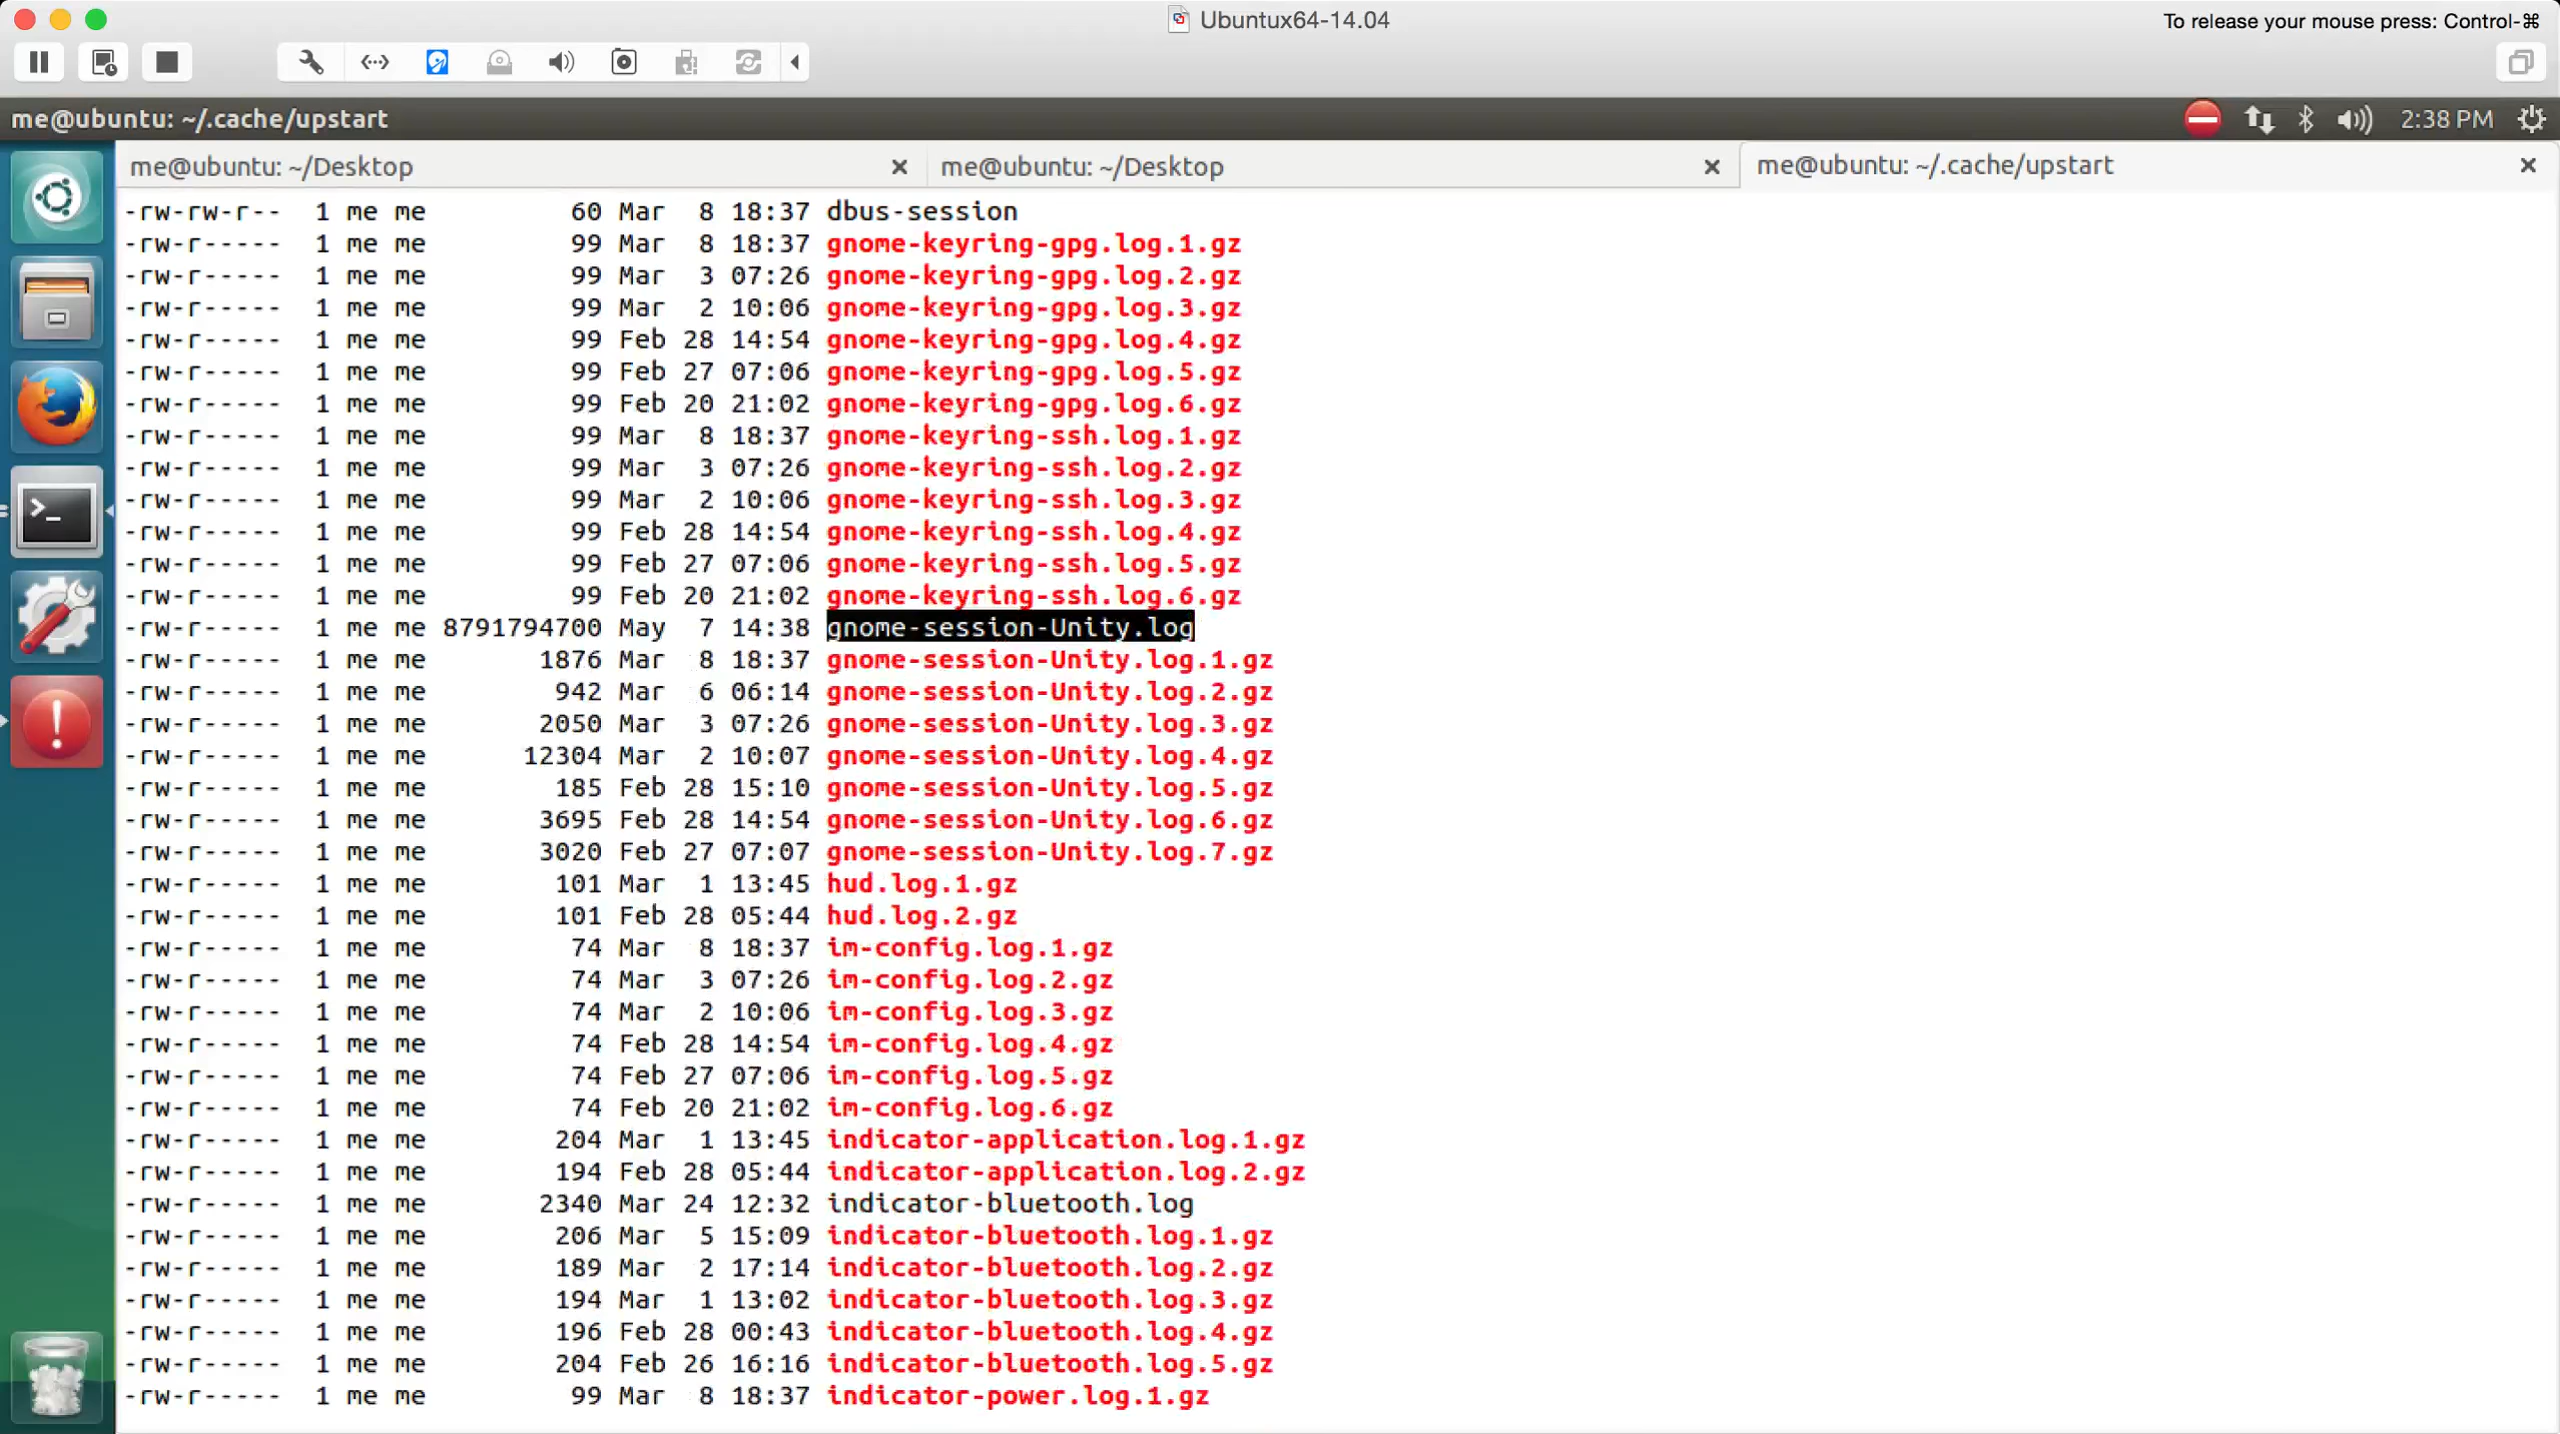 Ubuntux64-14.04
To release your mouse press: Control-⌘
me@ubuntu: ~/.cache/upstart
2:38 PM
me@ubuntu: ~/Desktop
me@ubuntu: ~/Desktop
me@ubuntu: ~/.cache/upstart
-rw-rw-r-- 1 me me 60 Mar 8 18:37 dbus-session
-rw-r----- 1 me me 99 Mar 8 18:37 gnome-keyring-gpg.log.1.gz
-rw-r----- 1 me me 99 Mar 3 07:26 gnome-keyring-gpg.log.2.gz
-rw-r----- 1 me me 99 Mar 2 10:06 gnome-keyring-gpg.log.3.gz
-rw-r----- 1 me me 99 Feb 28 14:54 gnome-keyring-gpg.log.4.gz
-rw-r----- 1 me me 99 Feb 27 07:06 gnome-keyring-gpg.log.5.gz
-rw-r----- 1 me me 99 Feb 20 21:02 gnome-keyring-gpg.log.6.gz
-rw-r----- 1 me me 99 Mar 8 18:37 gnome-keyring-ssh.log.1.gz
-rw-r----- 1 me me 99 Mar 3 07:26 gnome-keyring-ssh.log.2.gz
-rw-r----- 1 me me 99 Mar 2 10:06 gnome-keyring-ssh.log.3.gz
-rw-r----- 1 me me 99 Feb 28 14:54 gnome-keyring-ssh.log.4.gz
-rw-r----- 1 me me 99 Feb 27 07:06 gnome-keyring-ssh.log.5.gz
-rw-r----- 1 me me 99 Feb 20 21:02 gnome-keyring-ssh.log.6.gz
-rw-r----- 1 me me 8791794700 May 7 14:38 gnome-session-Unity.log
-rw-r----- 1 me me 1876 Mar 8 18:37 gnome-session-Unity.log.1.gz
-rw-r----- 1 me me 942 Mar 6 06:14 gnome-session-Unity.log.2.gz
-rw-r----- 1 me me 2050 Mar 3 07:26 gnome-session-Unity.log.3.gz
-rw-r----- 1 me me 12304 Mar 2 10:07 gnome-session-Unity.log.4.gz
-rw-r----- 1 me me 185 Feb 28 15:10 gnome-session-Unity.log.5.gz
-rw-r----- 1 me me 3695 Feb 28 14:54 gnome-session-Unity.log.6.gz
-rw-r----- 1 me me 3020 Feb 27 07:07 gnome-session-Unity.log.7.gz
-rw-r----- 1 me me 101 Mar 1 13:45 hud.log.1.gz
-rw-r----- 1 me me 101 Feb 28 05:44 hud.log.2.gz
-rw-r----- 1 me me 74 Mar 8 18:37 im-config.log.1.gz
-rw-r----- 1 me me 74 Mar 3 07:26 im-config.log.2.gz
-rw-r----- 1 me me 74 Mar 2 10:06 im-config.log.3.gz
-rw-r----- 1 me me 74 Feb 28 14:54 im-config.log.4.gz
-rw-r----- 1 me me 74 Feb 27 07:06 im-config.log.5.gz
-rw-r----- 1 me me 74 Feb 20 21:02 im-config.log.6.gz
-rw-r----- 1 me me 204 Mar 1 13:45 indicator-application.log.1.gz
-rw-r----- 1 me me 194 Feb 28 05:44 indicator-application.log.2.gz
-rw-r----- 1 me me 2340 Mar 24 12:32 indicator-bluetooth.log
-rw-r----- 1 me me 206 Mar 5 15:09 indicator-bluetooth.log.1.gz
-rw-r----- 1 me me 189 Mar 2 17:14 indicator-bluetooth.log.2.gz
-rw-r----- 1 me me 194 Mar 1 13:02 indicator-bluetooth.log.3.gz
-rw-r----- 1 me me 196 Feb 28 00:43 indicator-bluetooth.log.4.gz
-rw-r----- 1 me me 204 Feb 26 16:16 indicator-bluetooth.log.5.gz
-rw-r----- 1 me me 99 Mar 8 18:37 indicator-power.log.1.gz